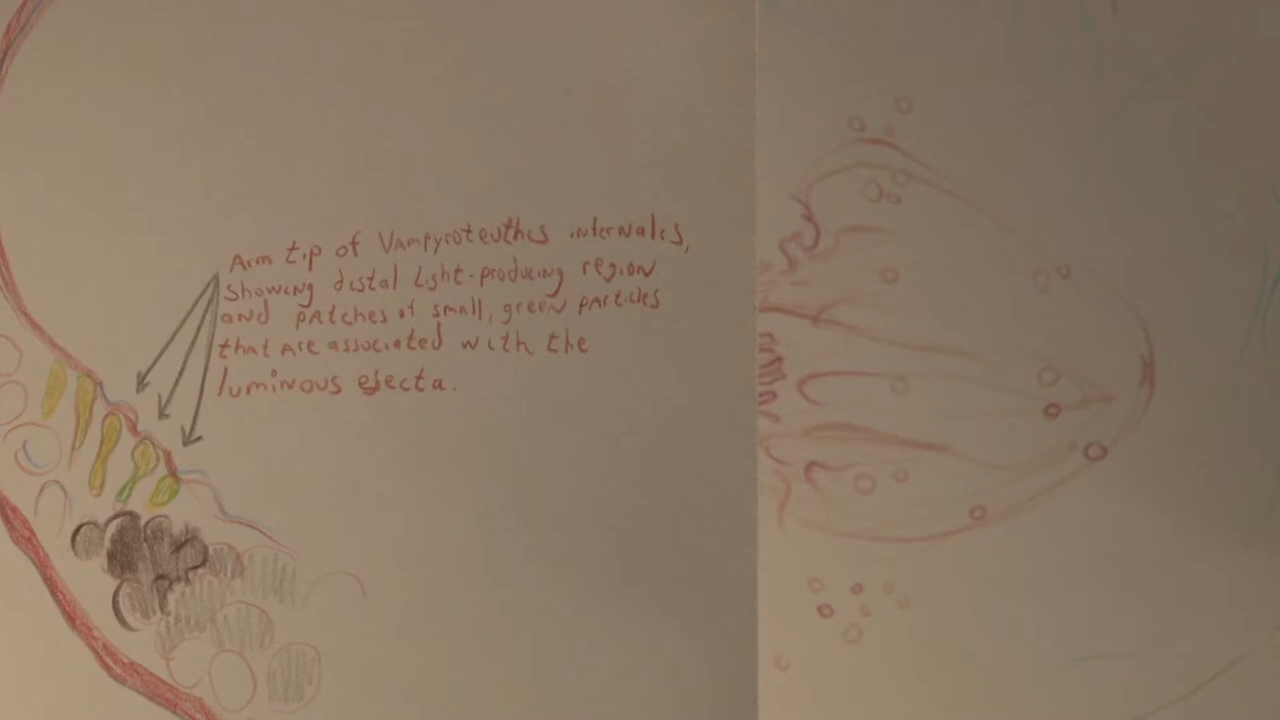 Arm tip of Vampyroteuthis infernalis,
showing distal light-producing region
and patches of small, green particles
that are associated with the
luminous ejecta.